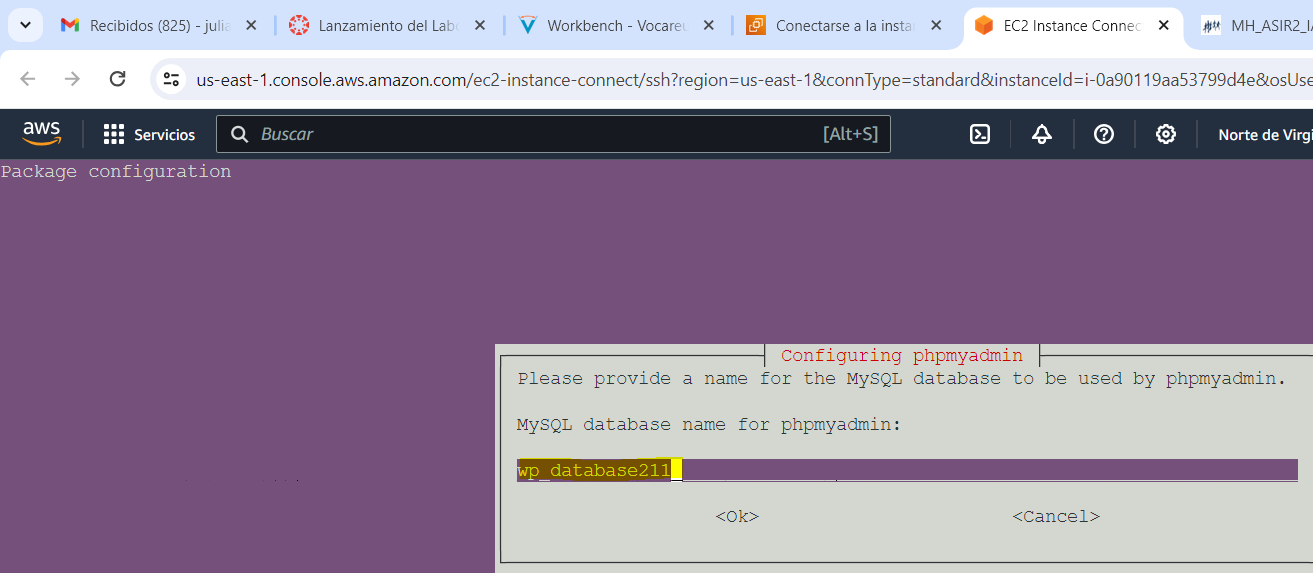 Recibidos (825) - julia
Lanzamiento del Lab
Workbench - Vocareu
Conectarse a la instan
EC2 Instance Connec
MH_ASIR2_IA
us-east-1.console.aws.amazon.com/ec2-instance-connect/ssh?region=us-east-1&connType=standard&instanceId=i-0a90119aa53799d4e&osUse
aws
Servicios
Buscar
[Alt+S]
Norte de Virgi
Package configuration
Configuring phpmyadmin
Please provide a name for the MySQL database to be used by phpmyadmin.
MySQL database name for phpmyadmin:
wp_database211
<Ok>
<Cancel>